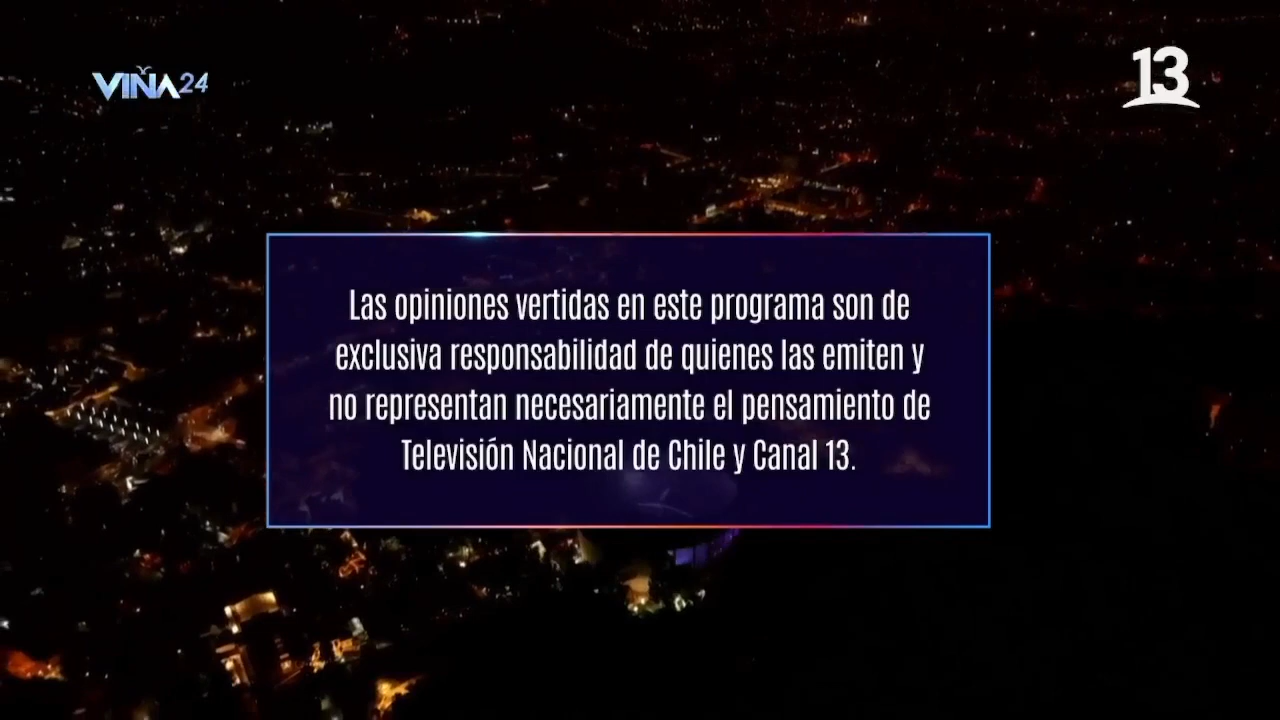 VIÑA24
13
Las opiniones vertidas en este programa son de
exclusiva responsabilidad de quienes las emiten y
no representan necesariamente el pensamiento de
Televisión Nacional de Chile y Canal 13.